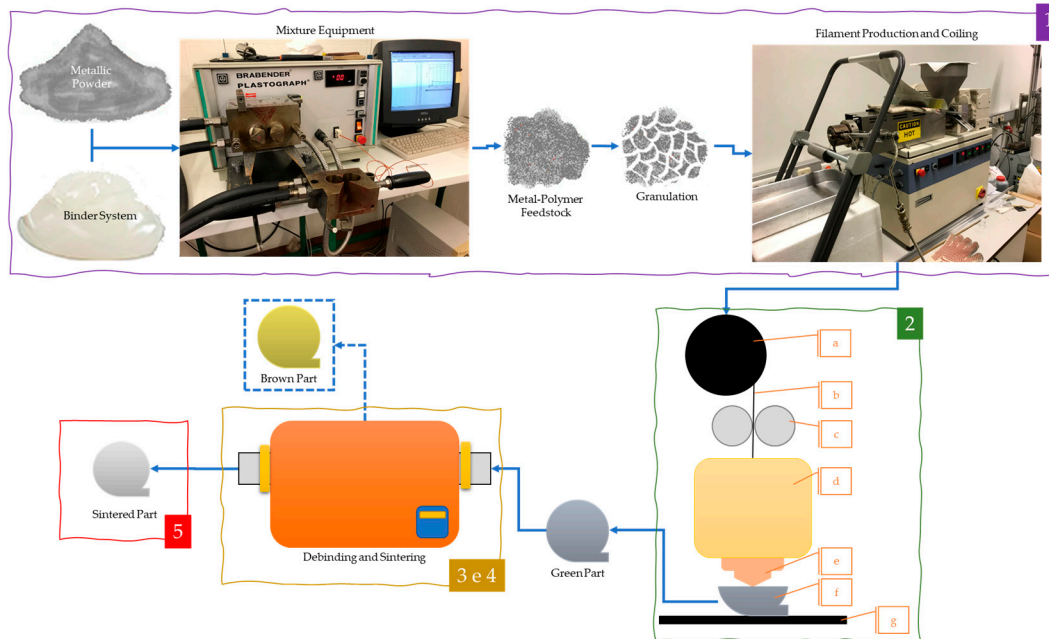 1
Mixture Equipment
Filament Production and Coiling
Metallic
Powder
BRABENDER
PLASTOGRAPH
CAUTION
HOT
Binder System
Metal-Polymer
Feedstock
Granulation
2
a
b
c
d
e
f
g
Brown Part
Sintered Part
5
Debinding and Sintering
3 e 4
Green Part